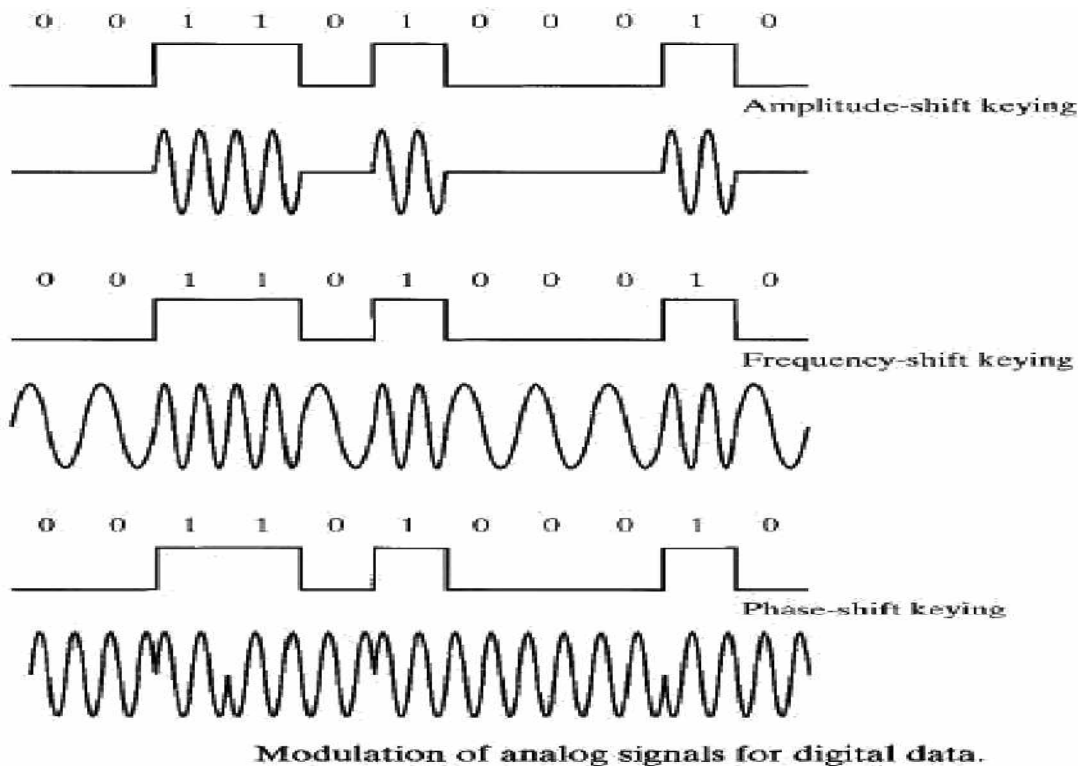 0 0 1 1 0 1 0 0 0 1 0
Amplitude-shift keying
0 0 1 1 0 1 0 0 0 1 0
Frequency-shift keying
0 0 1 1 0 1 0 0 0 1 0
Phase-shift keying
Modulation of analog signals for digital data.